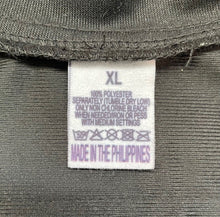 XL
100% POLYESTER
SEPARATELY (TUMBLE DRY LOW)
ONLY NON CHLORINE BLEACH
WHEN NEEDED/IRON OR PESS
WITH MEDIUM SETTINGS
MADE IN THE PHILIPPINES